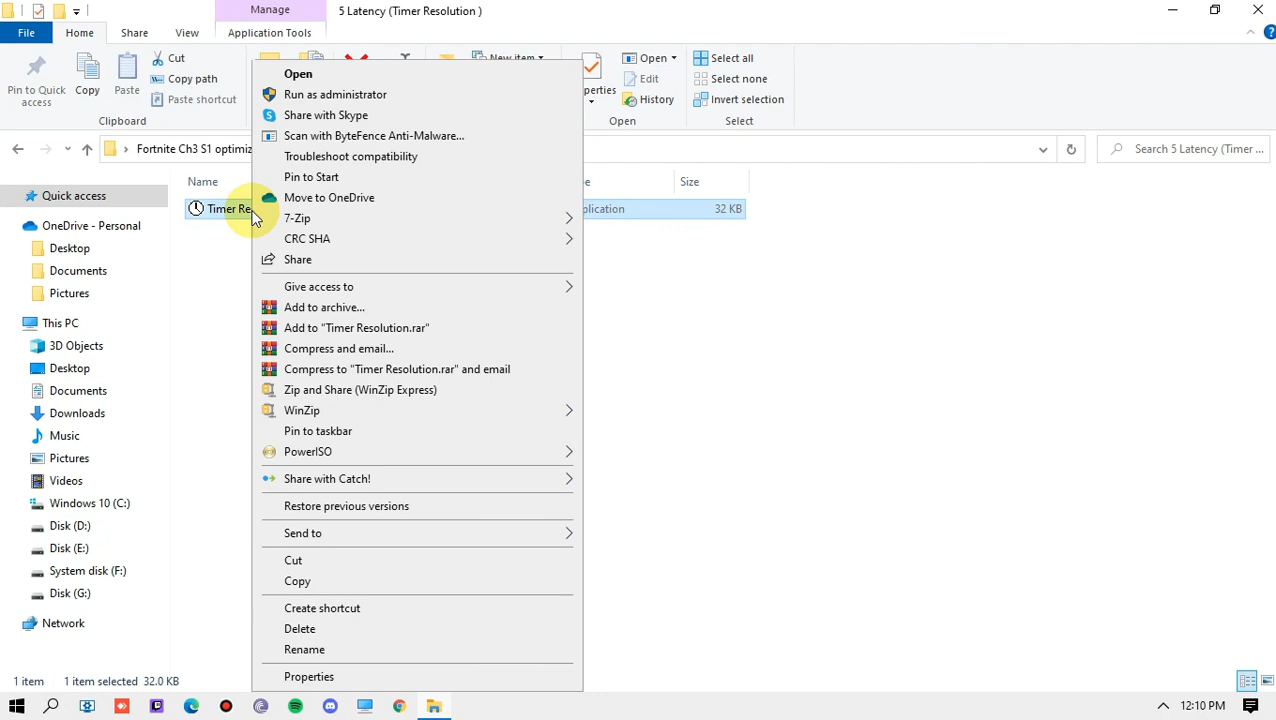 Manage
5 Latency (Timer Resolution )
File
Home
Share
View
Application Tools
Pin to Quick access
Copy
Paste
Cut
Copy path
Paste shortcut
Clipboard
New item
Open
Edit
History
Open
Select all
Select none
Invert selection
Select
Fortnite Ch3 S1
Search 5 Latency (Timer ...
Name
Size
Timer
32 KB
Quick access
OneDrive - Personal
Desktop
Documents
Pictures
This PC
3D Objects
Desktop
Documents
Downloads
Music
Pictures
Videos
Windows 10 (C:)
Disk (D:)
Disk (E:)
System disk (F:)
Disk (G:)
Network
Open
Run as administrator
Share with Skype
Scan with ByteFence Anti-Malware...
Troubleshoot compatibility
Pin to Start
Move to OneDrive
7-Zip
CRC SHA
Share
Give access to
Add to archive...
Add to "Timer Resolution.rar"
Compress and email...
Compress to "Timer Resolution.rar" and email
Zip and Share (WinZip Express)
WinZip
Pin to taskbar
PowerISO
Share with Catch!
Restore previous versions
Send to
Cut
Copy
Create shortcut
Delete
Rename
Properties
1 item
1 item selected 32.0 KB
12:10 PM